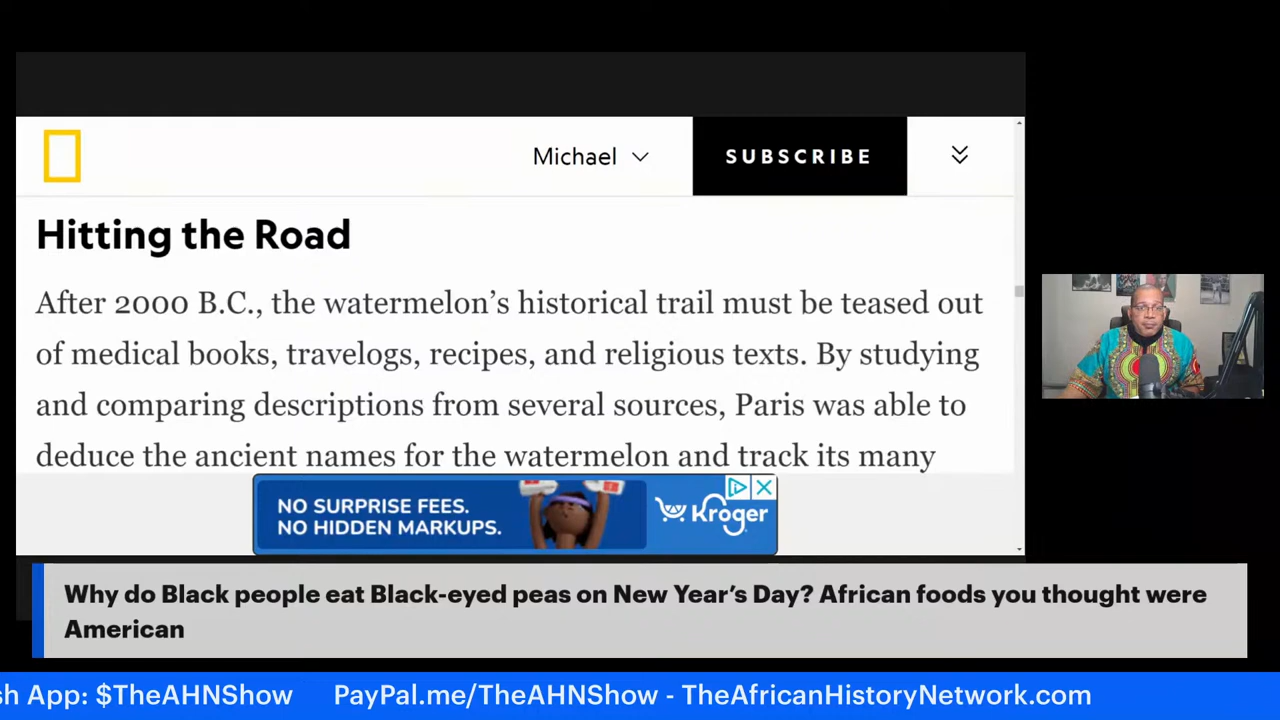 Michael
SUBSCRIBE
Hitting the Road
After 2000 B.C., the watermelon's historical trail must be teased out
of medical books, travelogs, recipes, and religious texts. By studying
and comparing descriptions from several sources, Paris was able to
deduce the ancient names for the watermelon and track its many
NO SURPRISE FEES.
NO HIDDEN MARKUPS.
Kroger
Why do Black people eat Black-eyed peas on New Year's Day? African foods you thought were
American
sh App: $TheAHNShow PayPal.me/TheAHNShow - TheAfricanHistoryNetwork.com